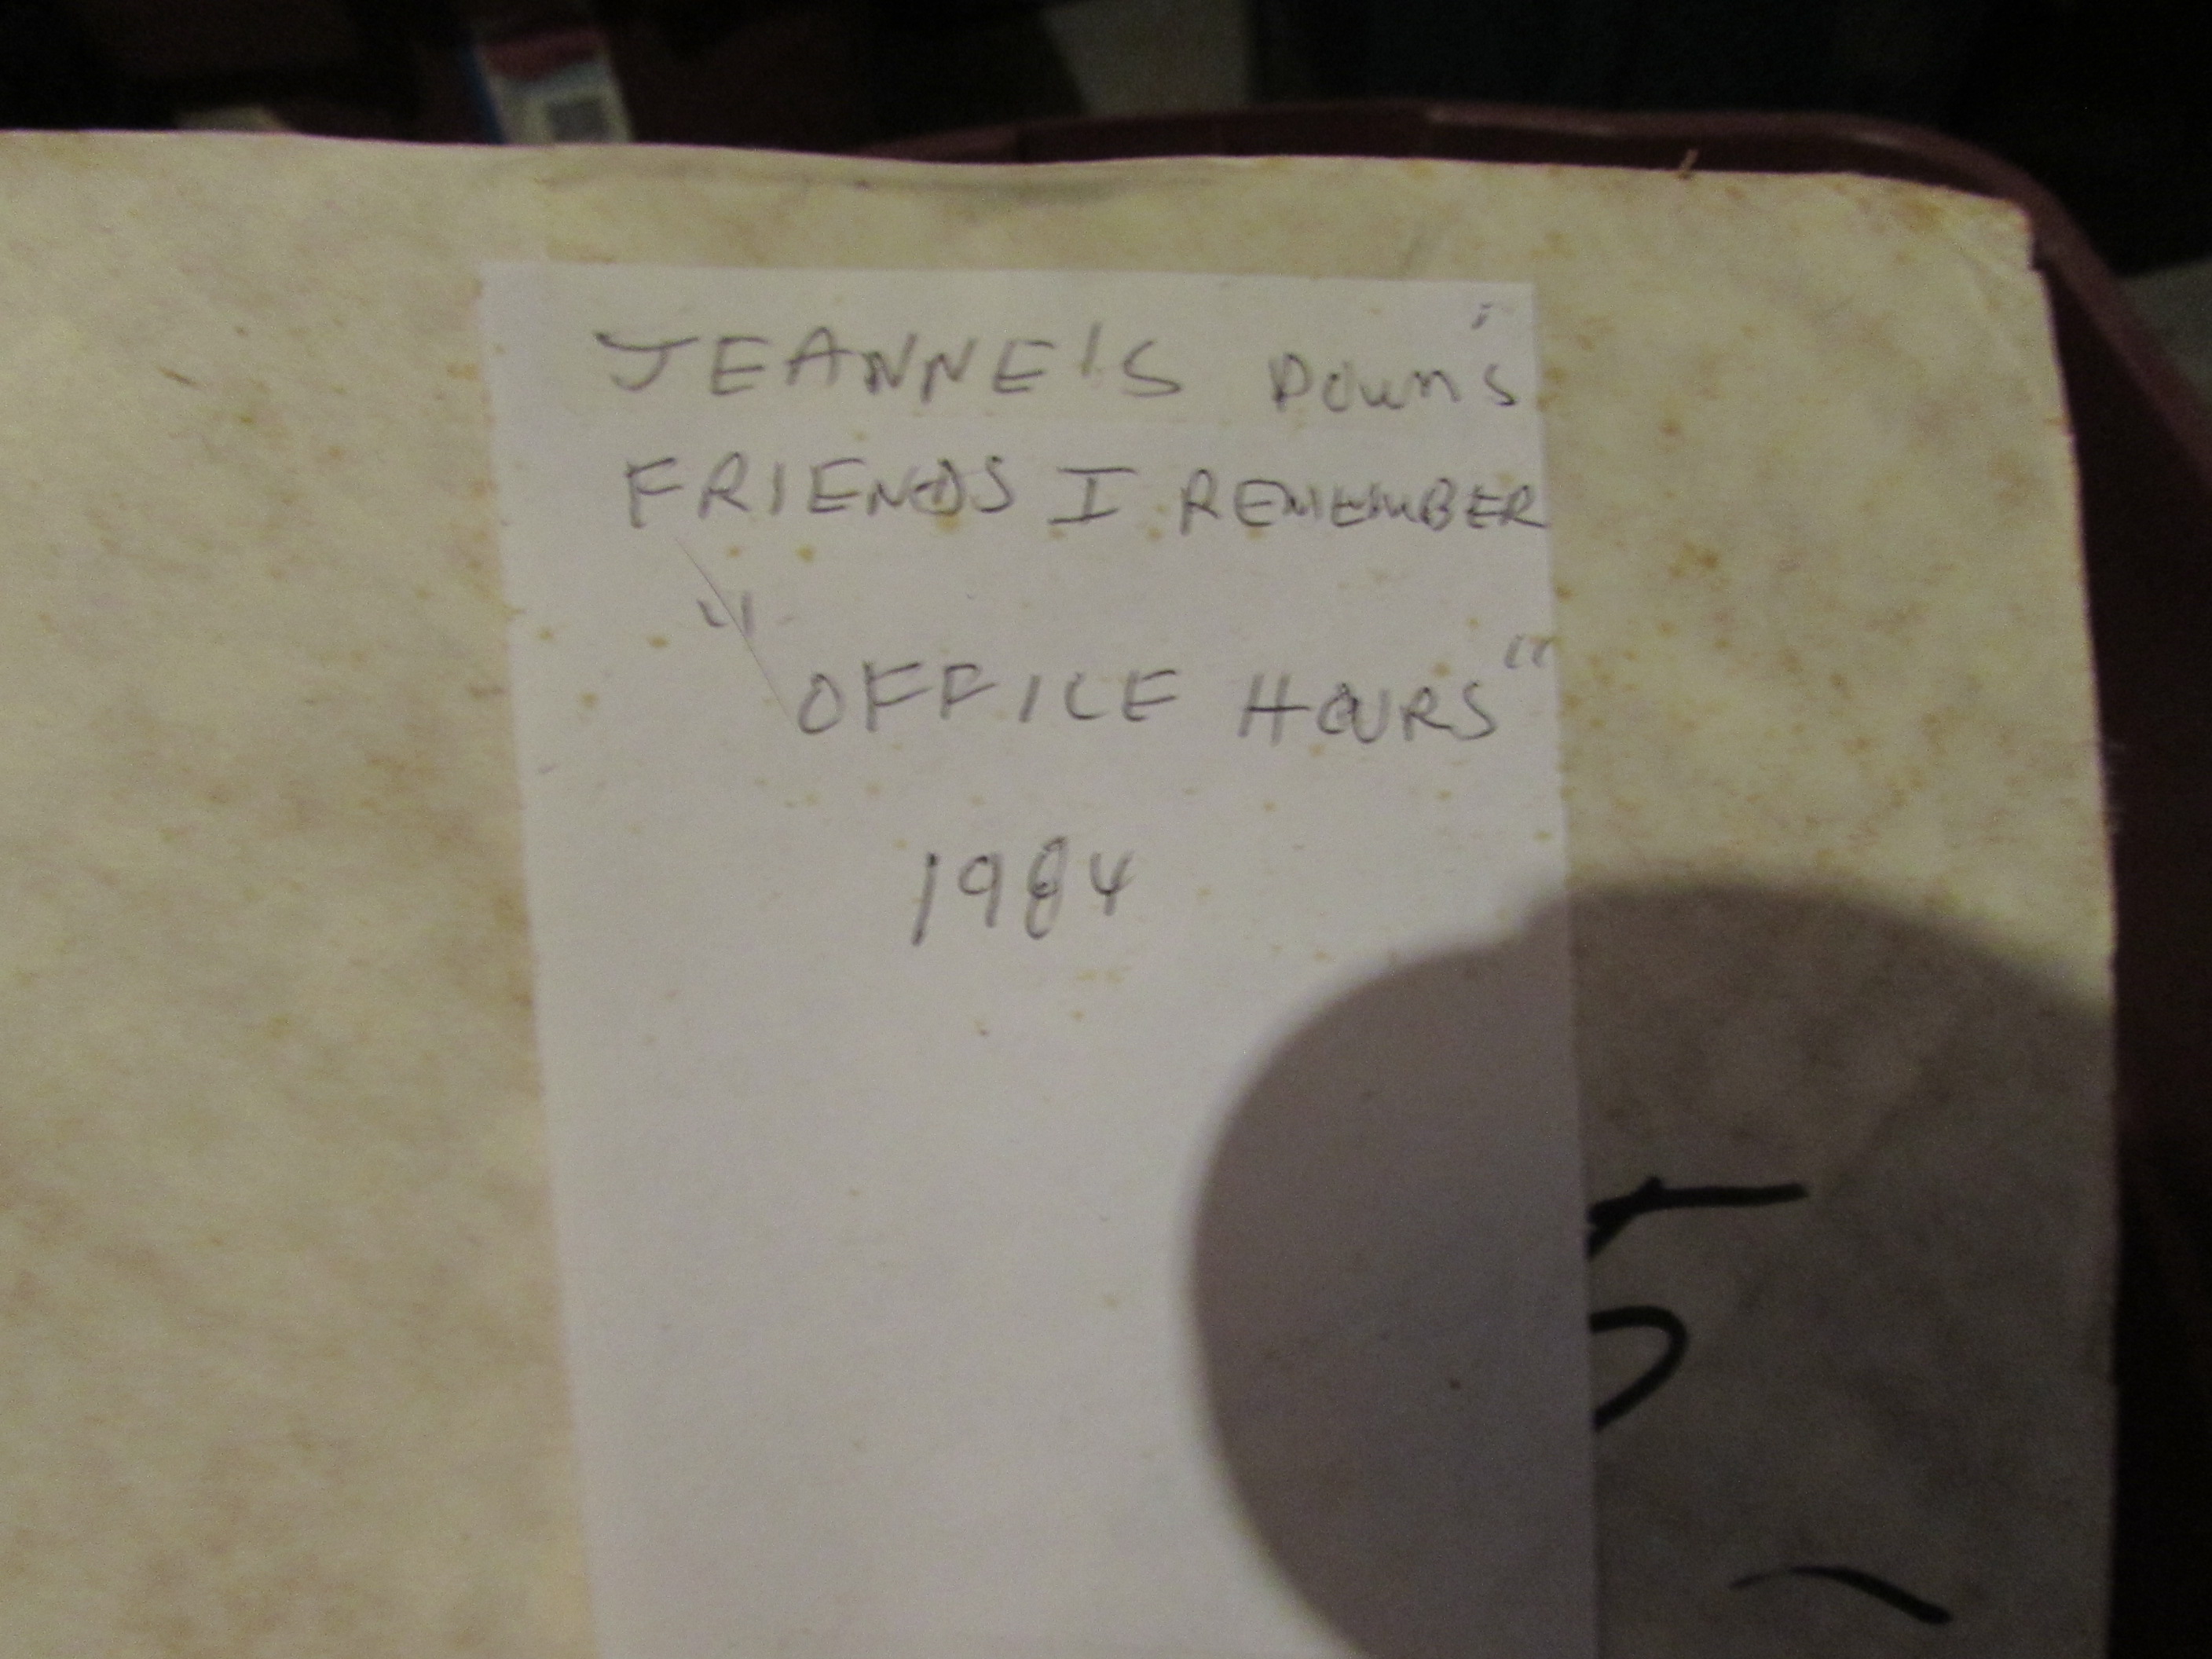 JEANNE'S Down's
FRIENDS I REMEMBER
"OFFICE HOURS"
1984